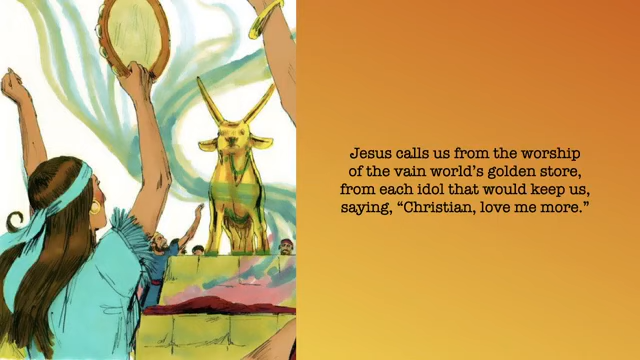 Jesus calls us from the worship
of the vain world’s golden store,
from each idol that would keep us,
saying, “Christian, love me more.”